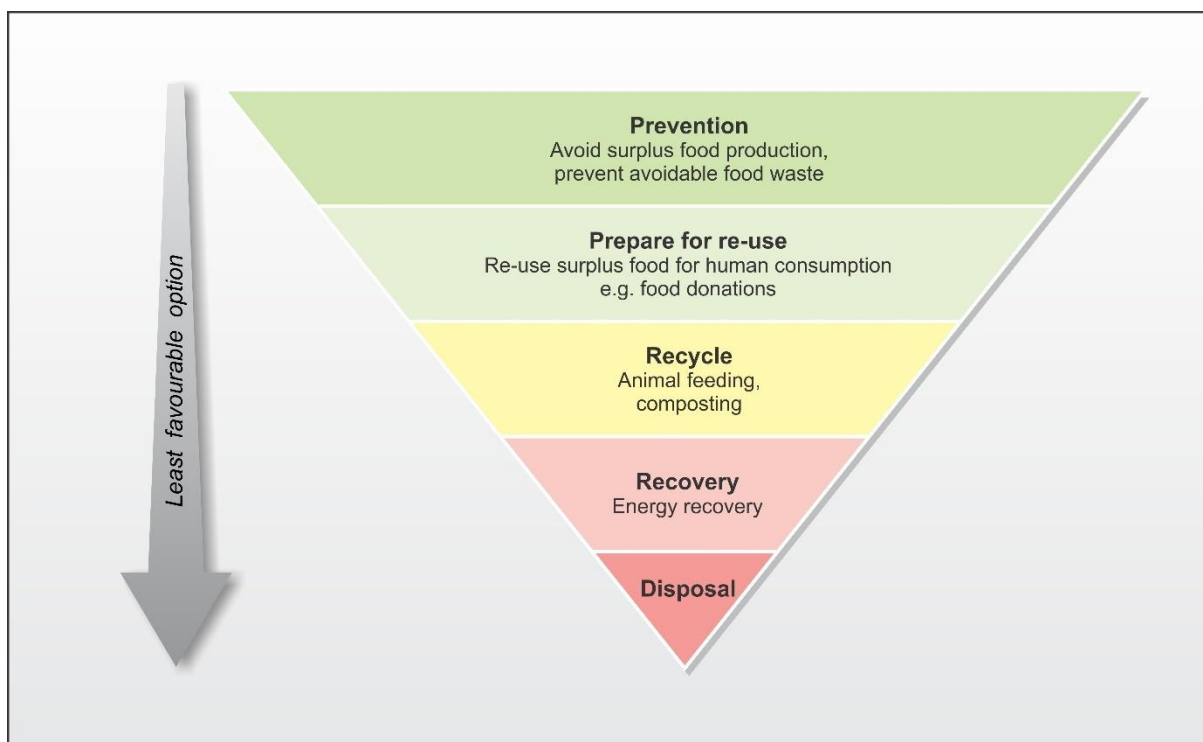 Prevention
Avoid surplus food production,
prevent avoidable food waste
Prepare for re-use
Re-use surplus food for human consumption
e.g. food donations
Recycle
Animal feeding,
composting
Recovery
Energy recovery
Disposal
Least favourable option